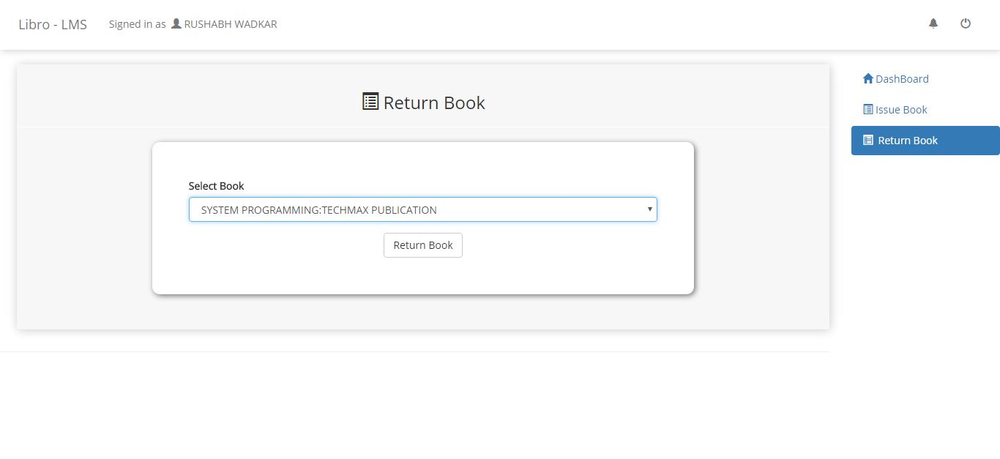 Libro - LMS
Signed in as RUSHABH WADKAR
Return Book
Select Book
SYSTEM PROGRAMMING:TECHMAX PUBLICATION
Return Book
DashBoard
Issue Book
Return Book